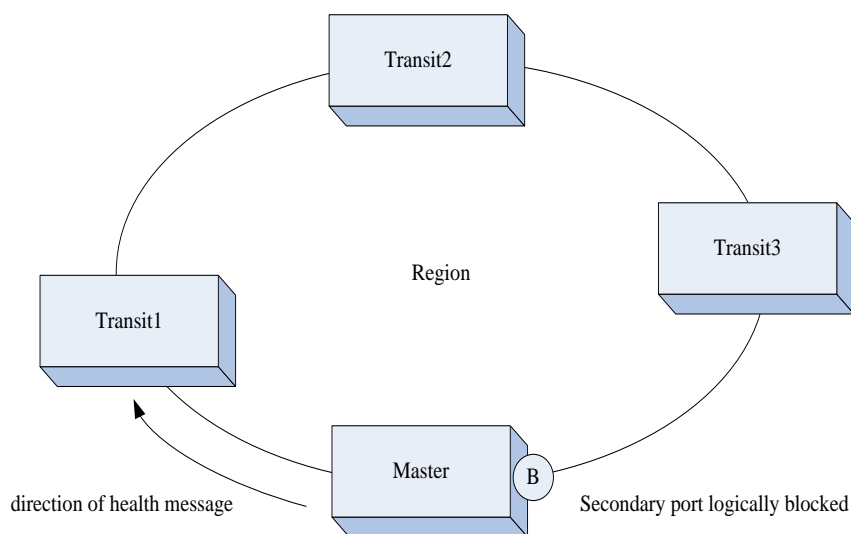 Transit2
Transit3
Region
Transit1
Master
B
direction of health message
Secondary port logically blocked